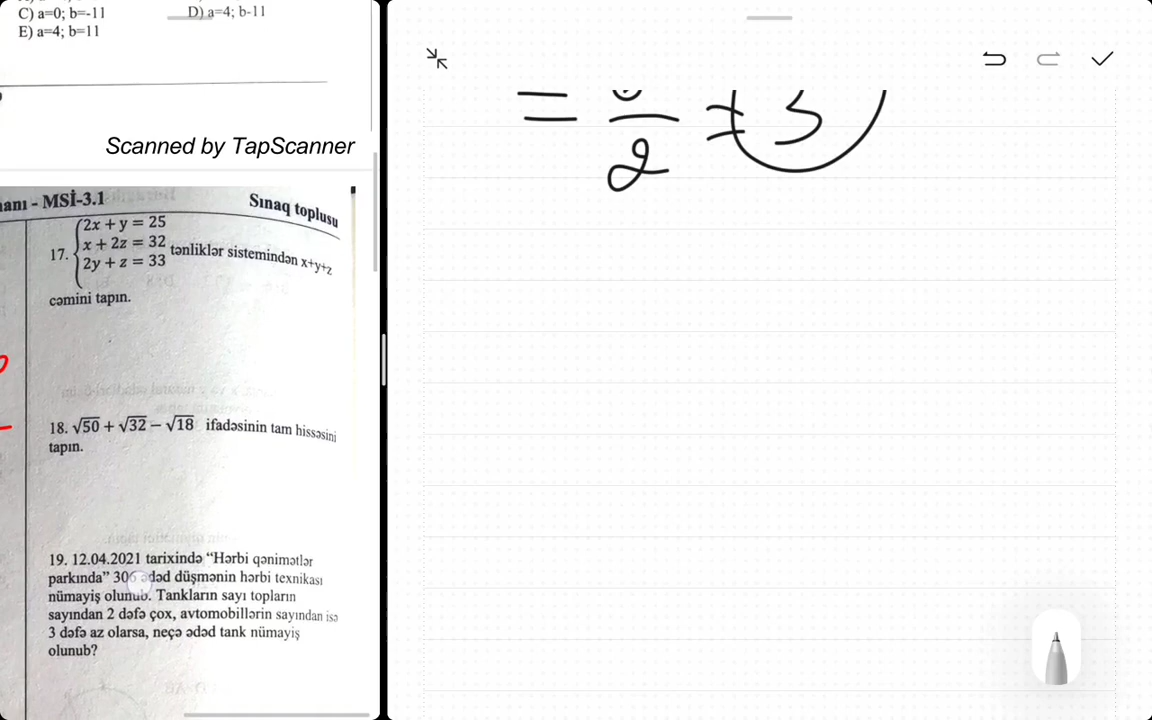 C) a=0; b=-11
D) a=4; b-11
E) a=4; b=11
Scanned by TapScanner
anı - MSİ-3.1
Sınaq toplusu
2x + y = 25
17. x + 2z = 32 tənliklər sistemindən x+y+z
2y + z = 33
cəmini tapın.
18. √50 + √32 − √18 ifadəsinin tam hissəsini
tapın.
19. 12.04.2021 tarixində “Hərbi qənimətlər
parkında” 306 ədəd düşmənin hərbi texnikası
nümayiş olunub. Tankların sayı topların
sayından 2 dəfə çox, avtomobillərin sayından isə
3 dəfə az olarsa, neçə ədəd tank nümayiş
olunub?
2
3